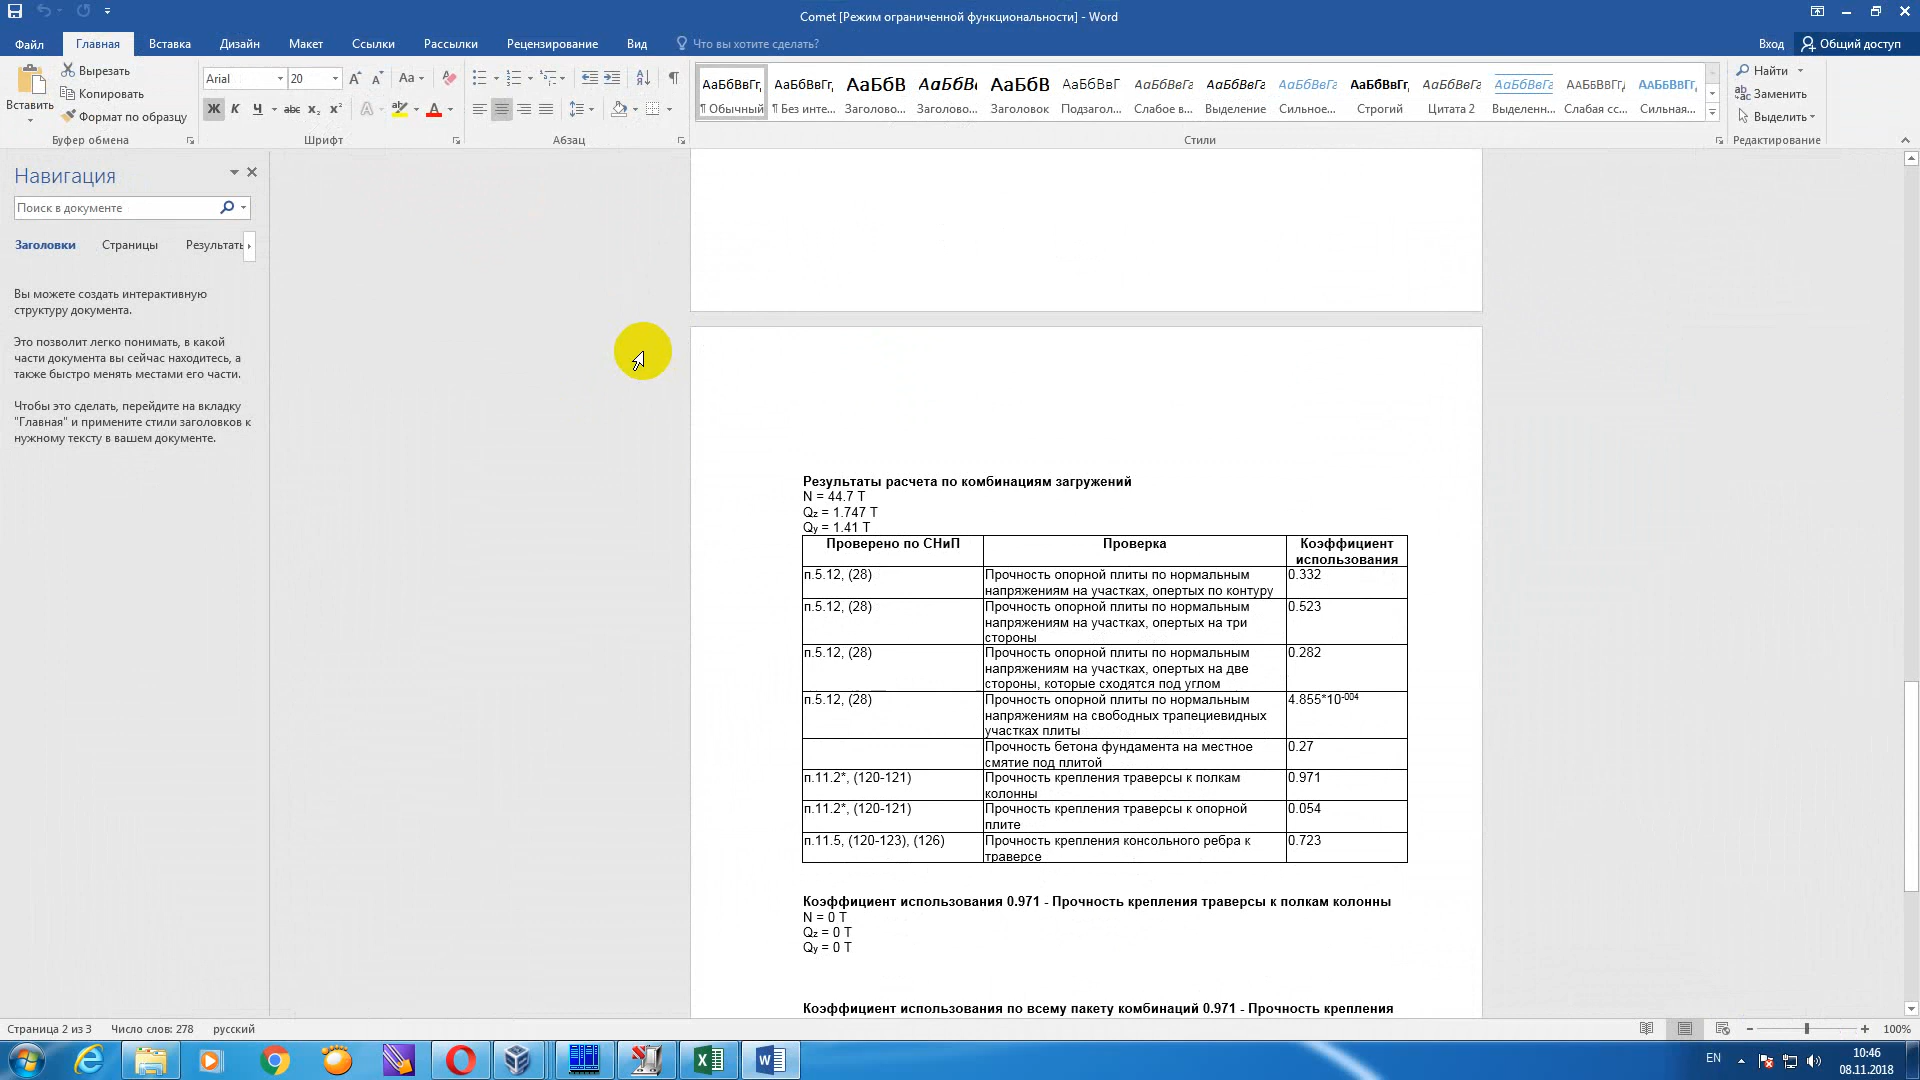 Comet [Режим ограниченной функциональности] - Word
Файл Главная Вставка Дизайн Макет Ссылки Рассылки Рецензирование Вид Что вы хотите сделать? Вход Общий доступ
Вставить
Вырезать
Копировать
Формат по образцу
Буфер обмена
Arial 20 Aa
Ж К Ч abc x₂ x² A A
Шрифт
Абзац
АаБбВвГг, АаБбВвГг, АаБбВ АаБбВ АаБбВ АаБбВвГ АаБбВвГг АаБбВвГг АаБбВвГг АаБбВвГг, АаБбВвГг АаБбВвГг АаБбВвГг, АаБбВвГг,
¶ Обычный ¶ Без инте... Заголово... Заголово... Заголовок Подзагол... Слабое в... Выделение Сильное... Строгий Цитата 2 Выделенн... Слабая сс... Сильная...
Стили
Найти
Заменить
Выделить
Редактирование
Навигация
Поиск в документе
Заголовки Страницы Результать
Вы можете создать интерактивную
структуру документа.
Это позволит легко понимать, в какой
части документа вы сейчас находитесь, а
также быстро менять местами его части.
Чтобы это сделать, перейдите на вкладку
"Главная" и примените стили заголовков к
нужному тексту в вашем документе.
Результаты расчета по комбинациям загружений
N = 44.7 Т
Qz = 1.747 Т
Qy = 1.41 Т
Проверено по СНиП Проверка Коэффициент
использования
п.5.12, (28) Прочность опорной плиты по нормальным 0.332
напряжениям на участках, опертых по контуру
п.5.12, (28) Прочность опорной плиты по нормальным 0.523
напряжениям на участках, опертых на три
стороны
п.5.12, (28) Прочность опорной плиты по нормальным 0.282
напряжениям на участках, опертых на две
стороны, которые сходятся под углом
п.5.12, (28) Прочность опорной плиты по нормальным 4.855*10-004
напряжениям на свободных трапециевидных
участках плиты
Прочность бетона фундамента на местное 0.27
смятие под плитой
п.11.2*, (120-121) Прочность крепления траверсы к полкам 0.971
колонны
п.11.2*, (120-121) Прочность крепления траверсы к опорной 0.054
плите
п.11.5, (120-123), (126) Прочность крепления консольного ребра к 0.723
траверсе
Коэффициент использования 0.971 - Прочность крепления траверсы к полкам колонны
N = 0 Т
Qz = 0 Т
Qy = 0 Т
Коэффициент использования по всему пакету комбинаций 0.971 - Прочность крепления
Страница 2 из 3 Число слов: 278 русский 100%
EN 10:46
08.11.2018